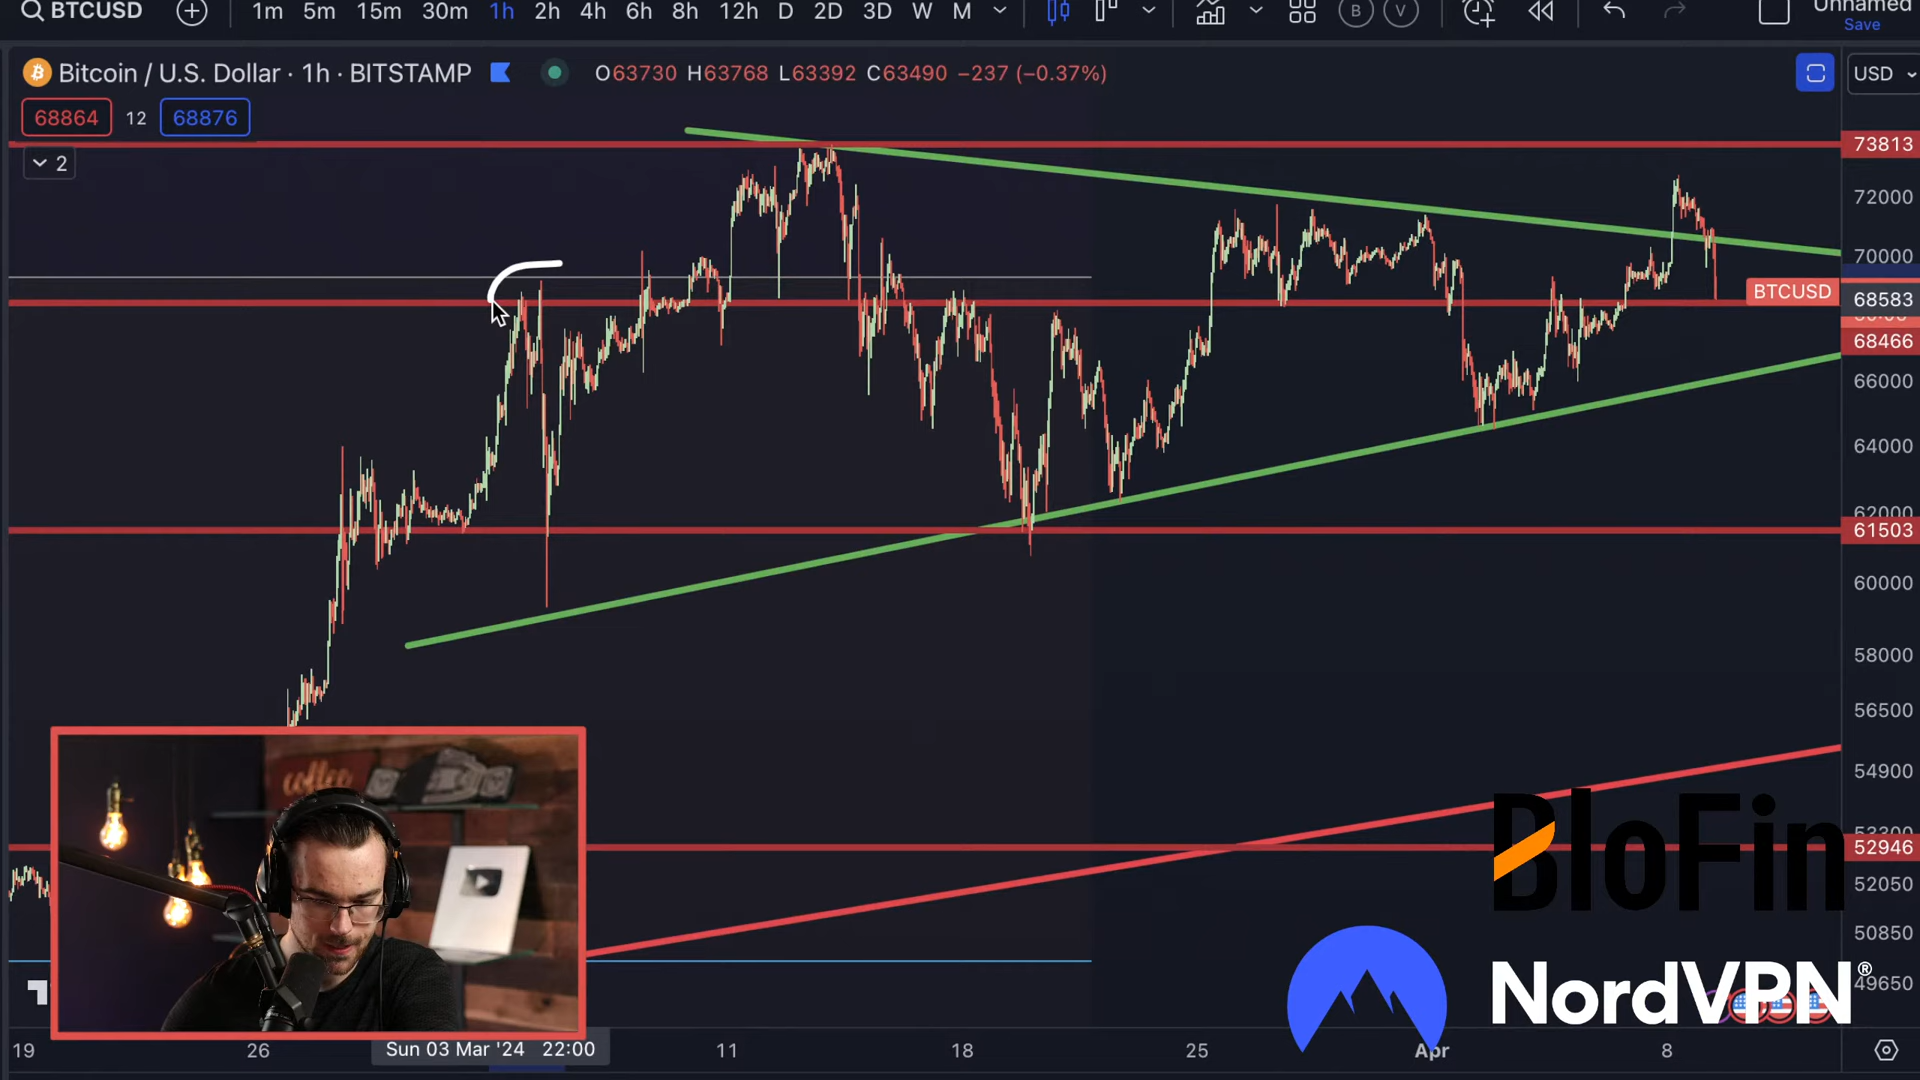 BTCUSD 1m 5m 15m 30m 1h 2h 4h 6h 8h 12h D 2D 3D W M B V Unnamed
Save
Bitcoin / U.S. Dollar · 1h · BITSTAMP O63730 H63768 L63392 C63490 −237 (−0.37%) USD
68864 12 68876
2
73813
72000
70000
BTCUSD 68583
68466
66000
64000
62000
61503
60000
58000
56500
54900
coffee
BloFin
52946
52050
50850
NordVPN®
49650
19 26 Sun 03 Mar '24 22:00 11 18 25 Apr 8